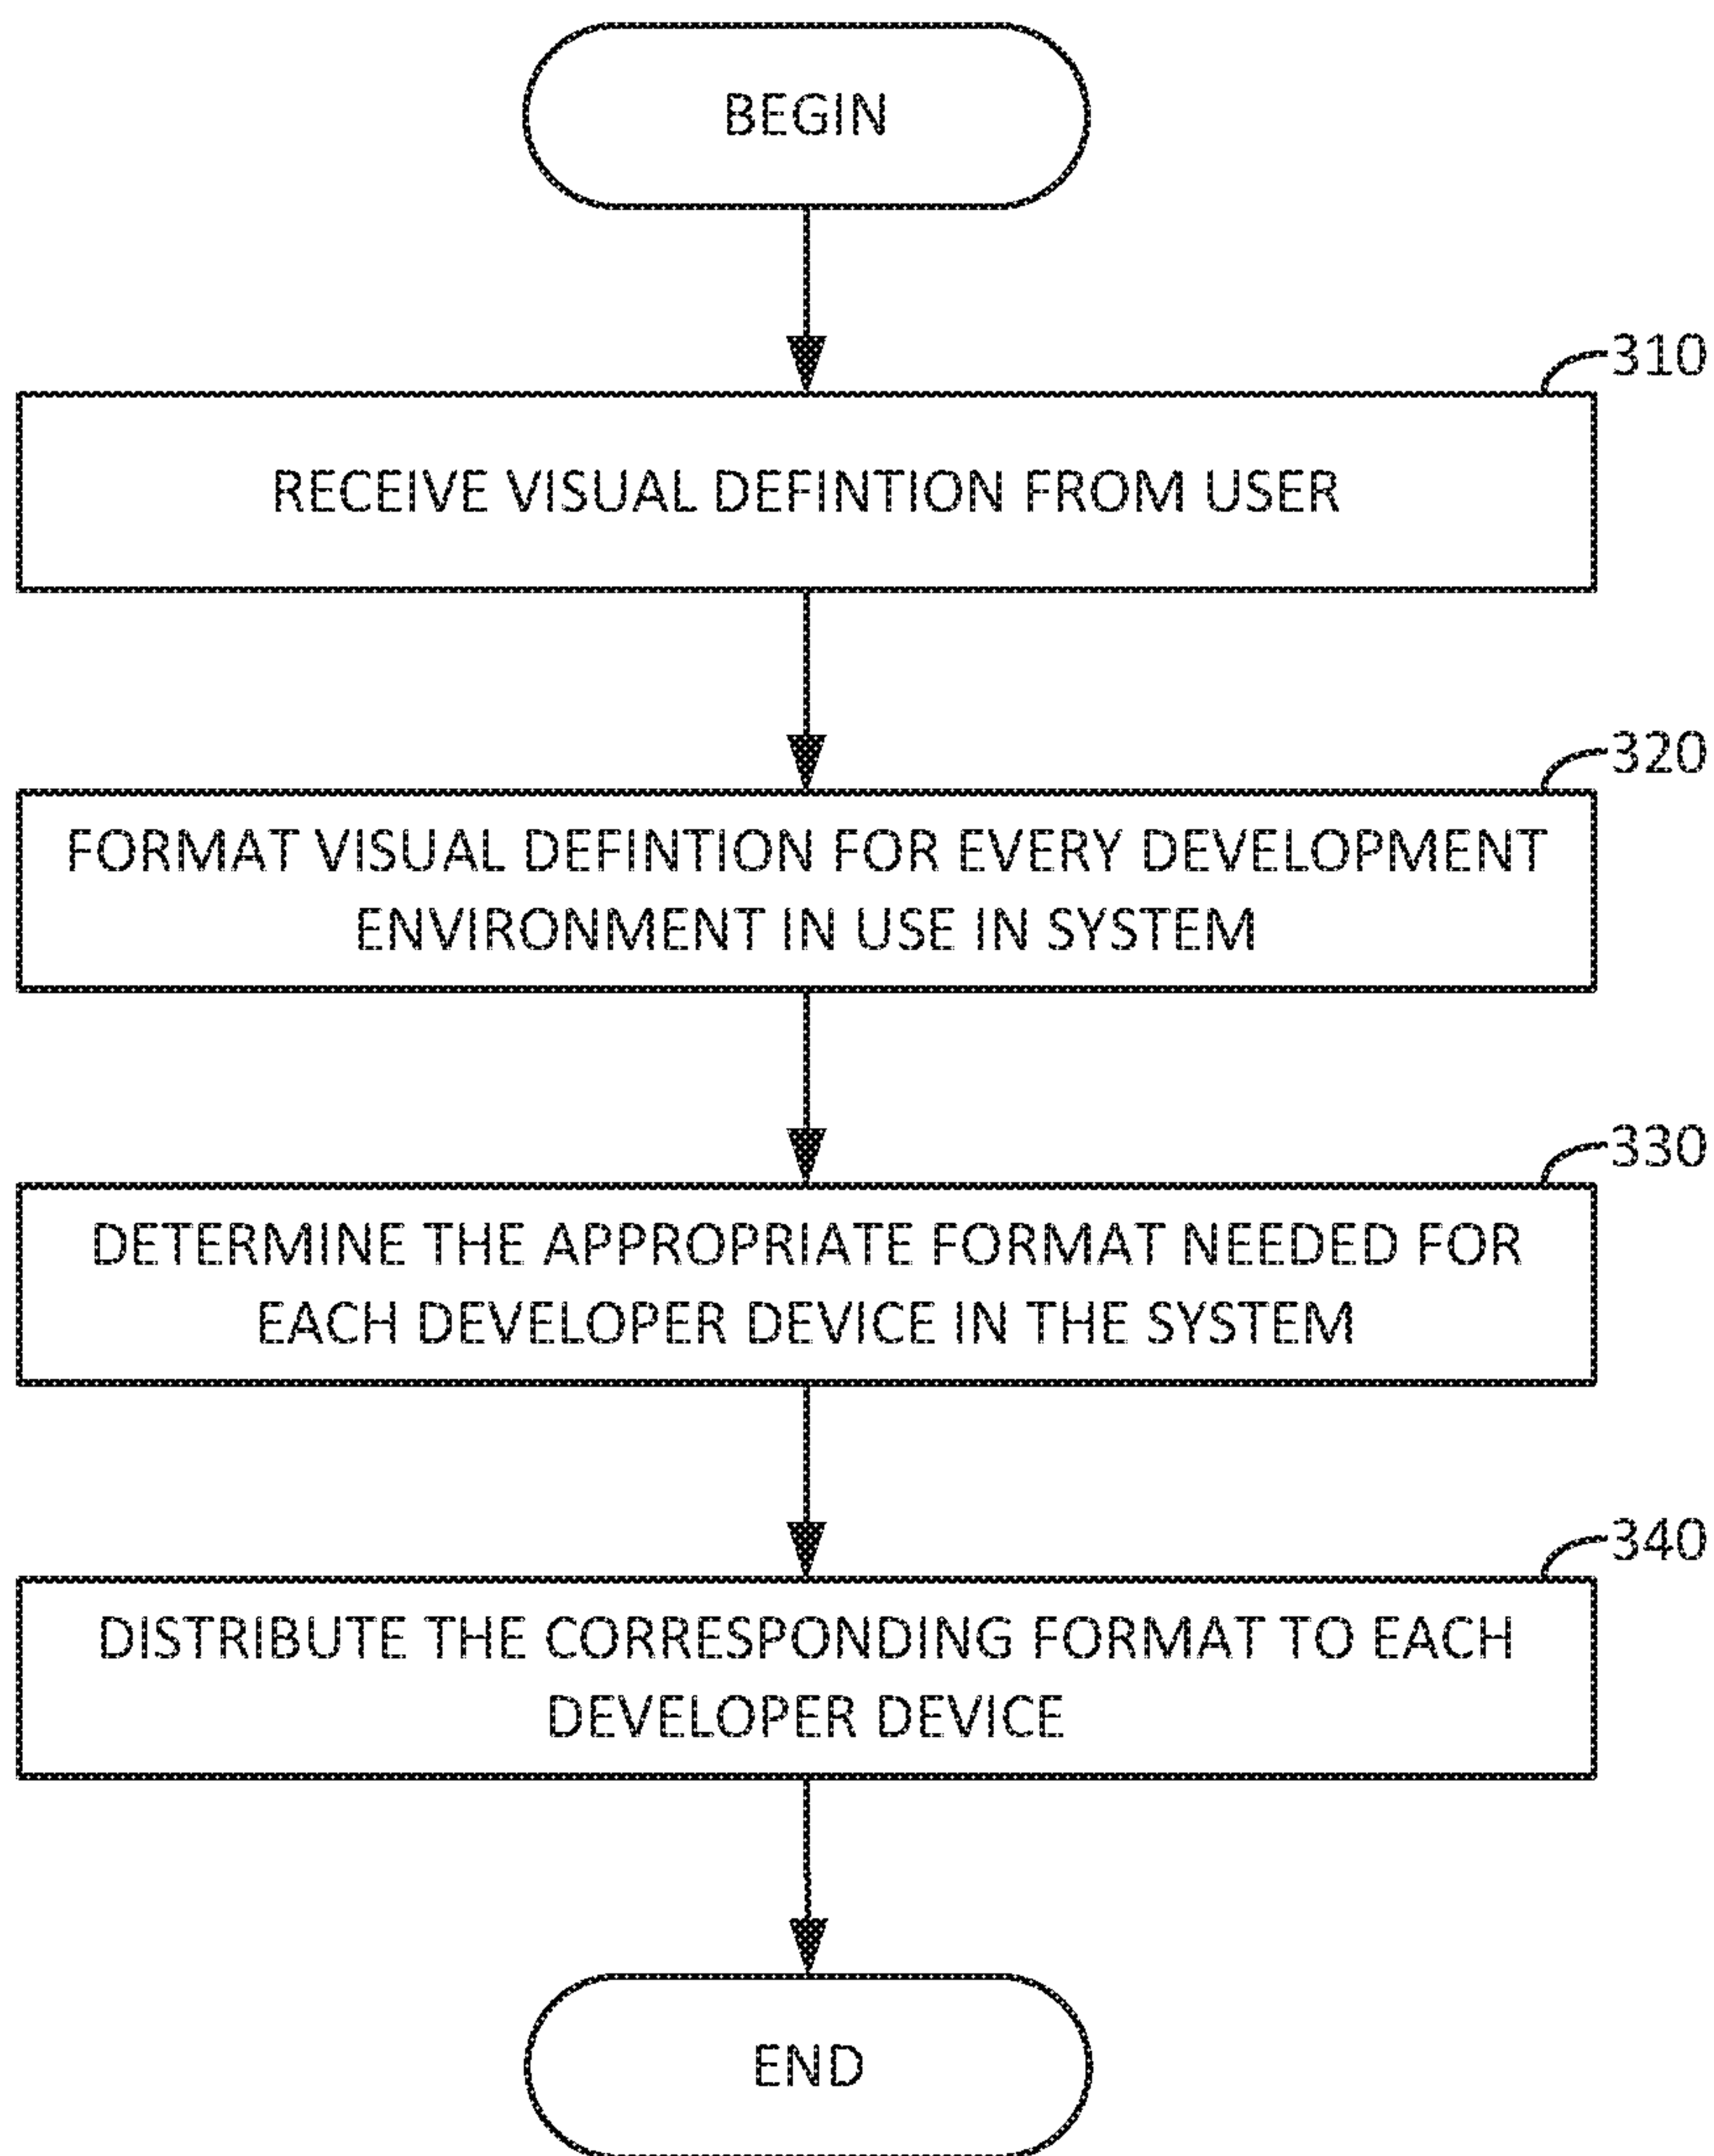 BEGIN
310
RECEIVE VISUAL DEFINTION FROM USER
320
FORMAT VISUAL DEFINTION FOR EVERY DEVELOPMENT
ENVIRONMENT IN USE IN SYSTEM
330
DETERMINE THE APPROPRIATE FORMAT NEEDED FOR
EACH DEVELOPER DEVICE IN THE SYSTEM
340
DISTRIBUTE THE CORRESPONDING FORMAT TO EACH
DEVELOPER DEVICE
END